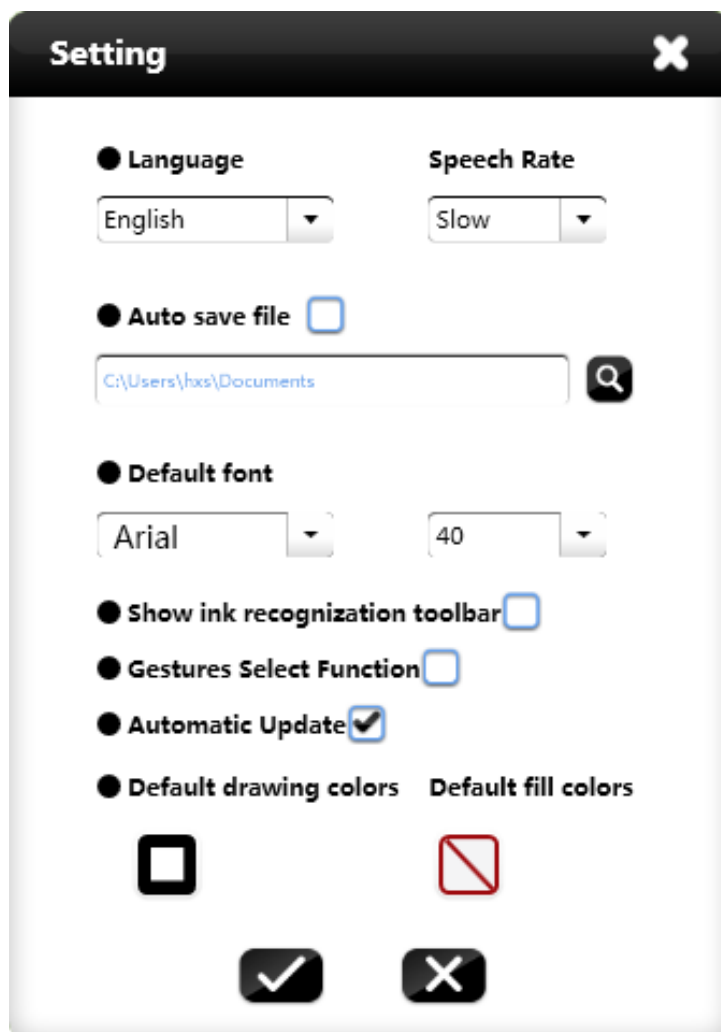 Setting
Language Speech Rate
English Slow
Auto save file
C:\Users\hxs\Documents
Default font
Arial 40
Show ink recognization toolbar
Gestures Select Function
Automatic Update
Default drawing colors Default fill colors